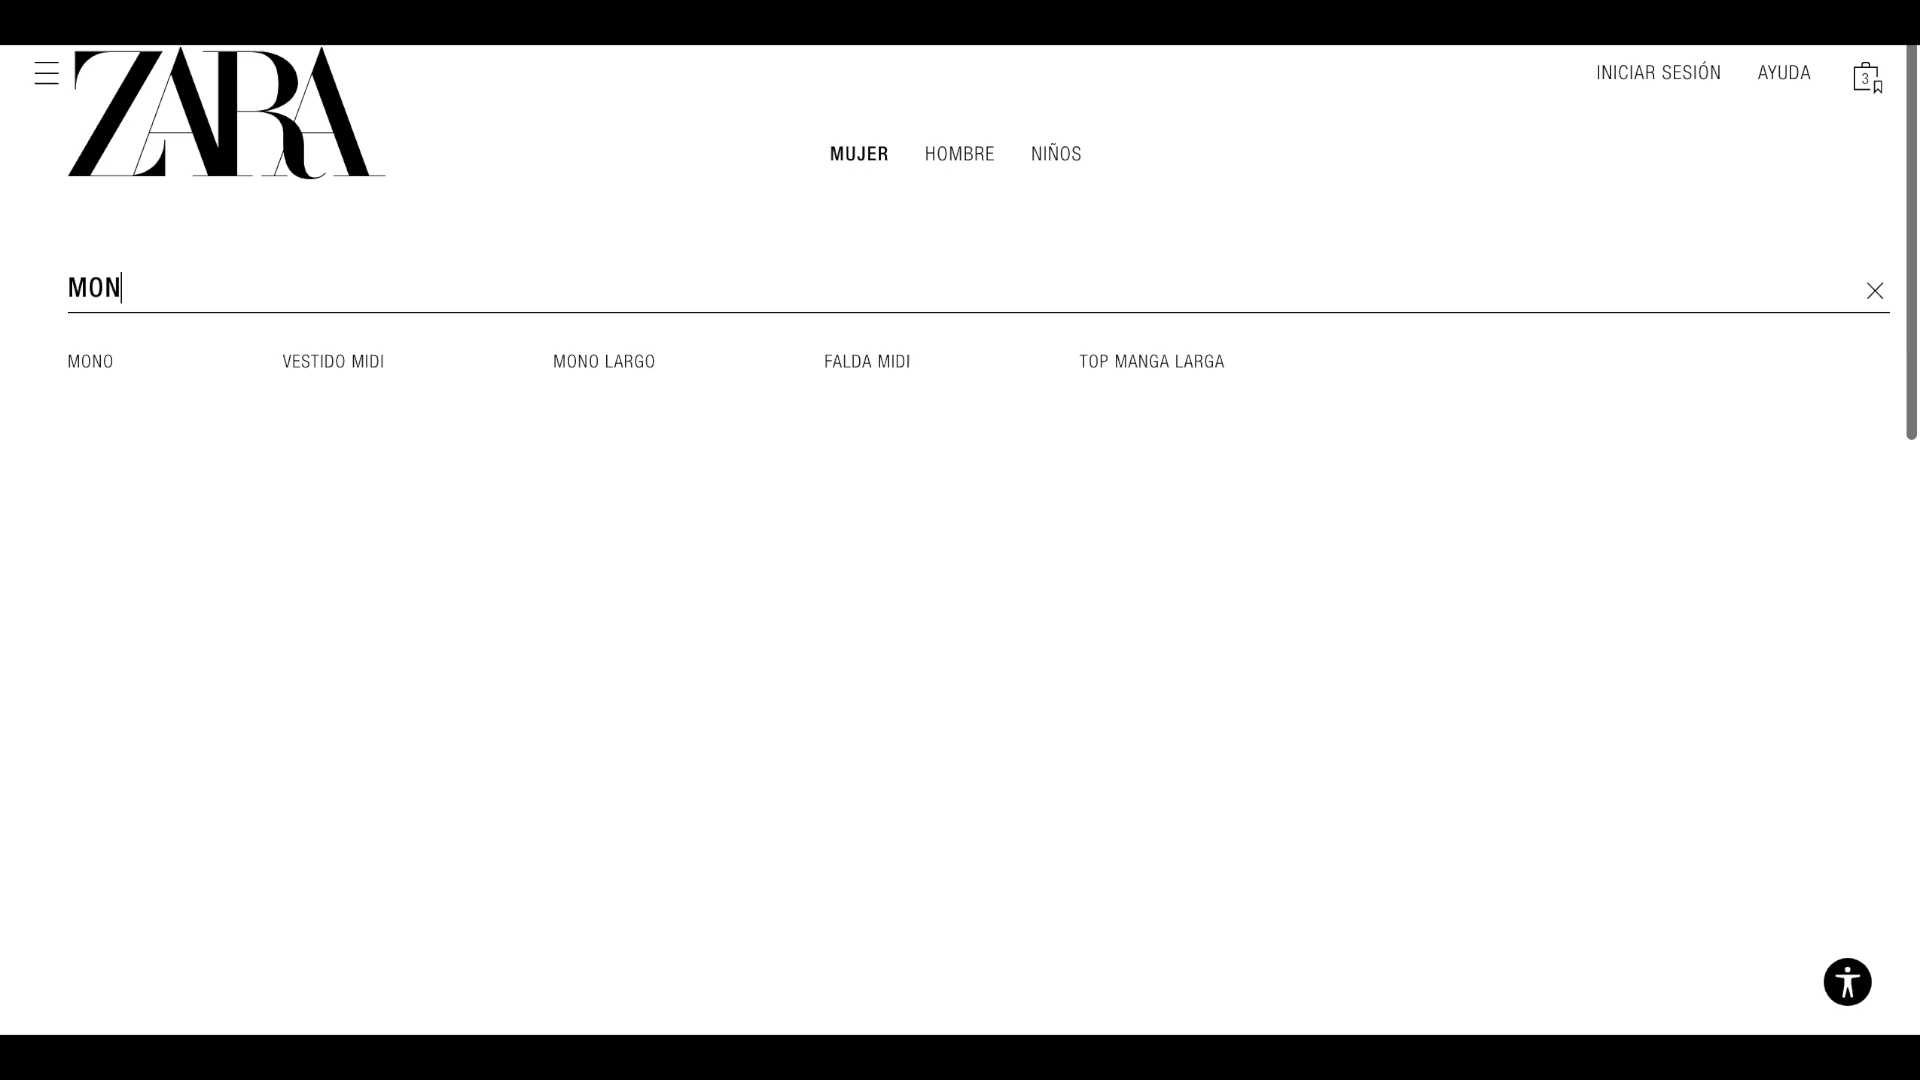 ZARA
INICIAR SESIÓN AYUDA 3
MUJER HOMBRE NIÑOS
MON
MONO VESTIDO MIDI MONO LARGO FALDA MIDI TOP MANGA LARGA